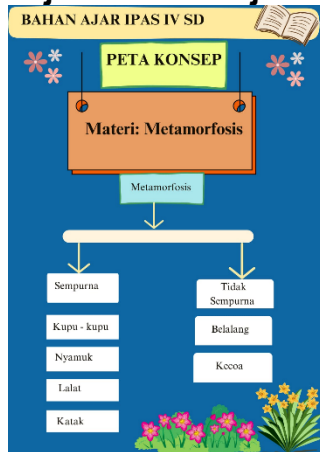 BAHAN AJAR IPAS IV SD
PETA KONSEP
Materi: Metamorfosis
Metamorfosis
Sempurna
Kupu - kupu
Nyamuk
Lalat
Katak
Tidak
Sempurna
Belalang
Kecoa